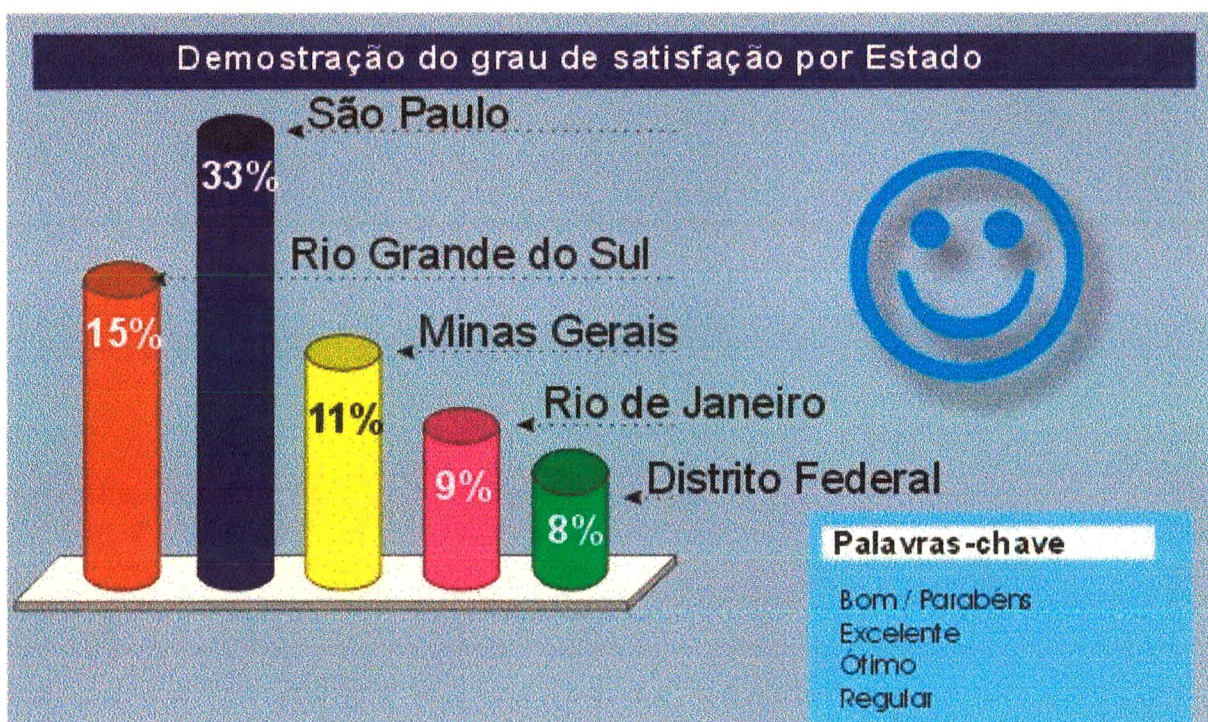 Demostração do grau de satisfação por Estado
São Paulo
33%
Rio Grande do Sul
15%
Minas Gerais
11%
Rio de Janeiro
9%
Distrito Federal
8%
Palavras-chave
Bom / Parabéns
Excelente
Otimo
Regular